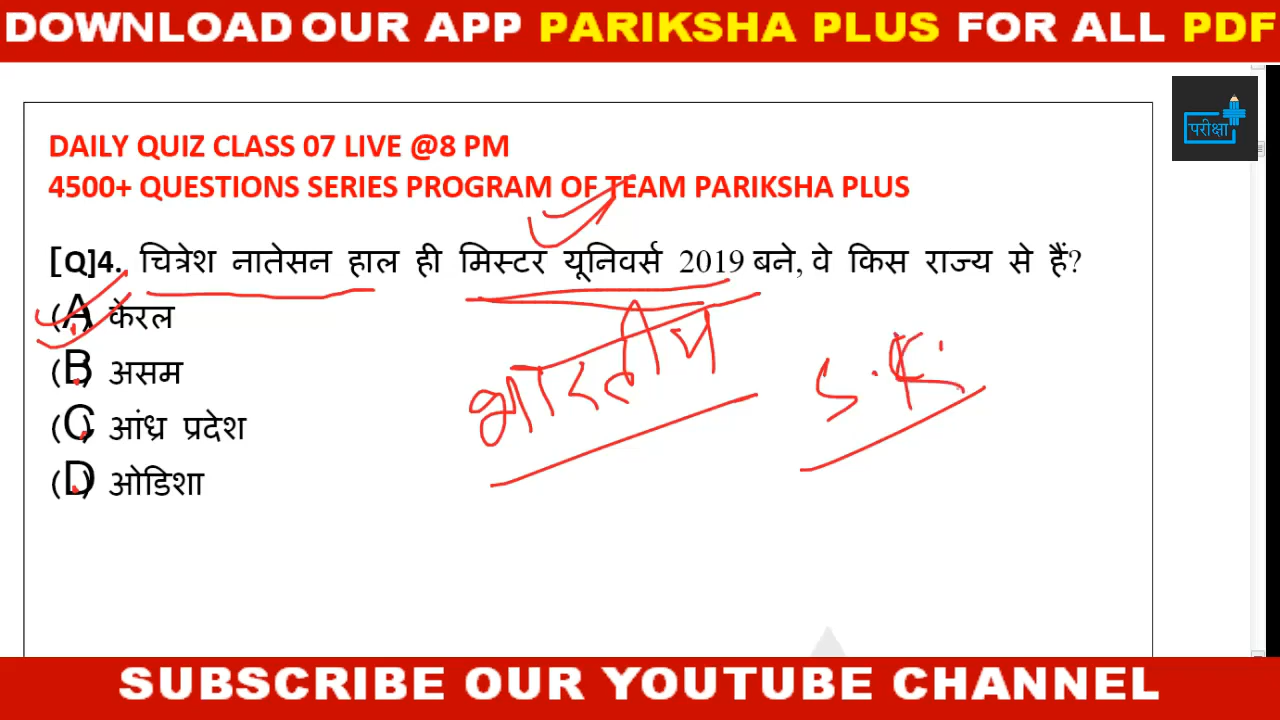 DOWNLOAD OUR APP PARIKSHA PLUS FOR ALL PDF
परीक्षा
DAILY QUIZ CLASS 07 LIVE @8 PM
4500+ QUESTIONS SERIES PROGRAM OF TEAM PARIKSHA PLUS
[Q]4. चित्रेश नातेसन हाल ही मिस्टर यूनिवर्स 2019 बने, वे किस राज्य से हैं?
(A) केरल
(B) असम
(C) आंध्र प्रदेश
(D) ओडिशा
भारतीय
S.K.
SUBSCRIBE OUR YOUTUBE CHANNEL